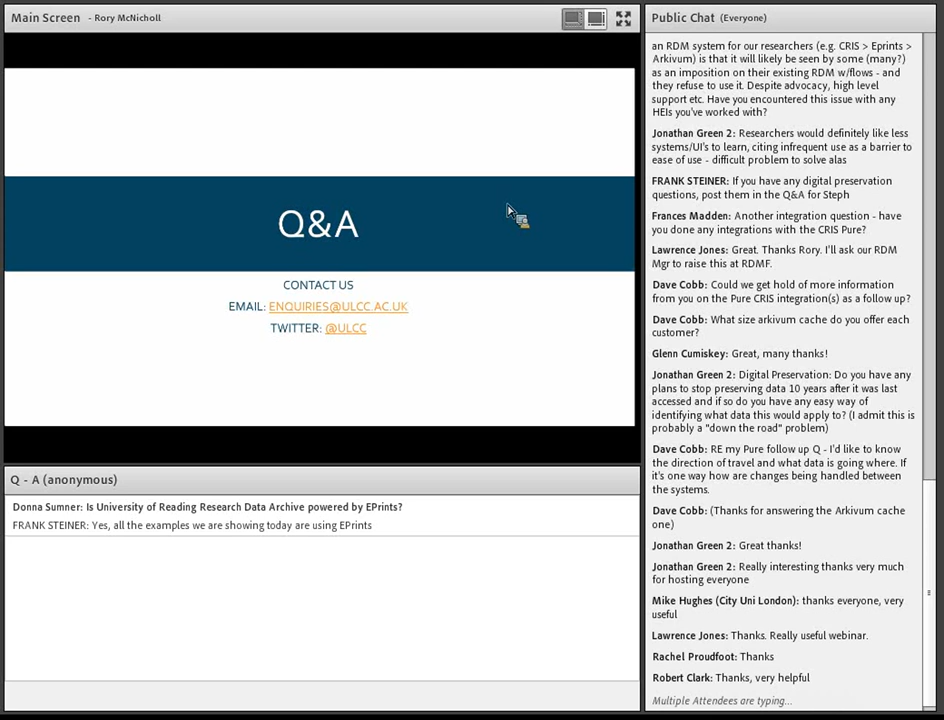 Main Screen - Rory McNicholl
Q&A
CONTACT US
EMAIL: ENQUIRIES@ULCC.AC.UK
TWITTER: @ULCC
Q - A (anonymous)
Donna Sumner: Is University of Reading Research Data Archive powered by EPrints?
FRANK STEINER: Yes, all the examples we are showing today are using EPrints
Public Chat (Everyone)
an RDM system for our researchers (e.g. CRIS > Eprints >
Arkivum) is that it will likely be seen by some (many?)
as an imposition on their existing RDM w/flows - and
they refuse to use it. Despite advocacy, high level
support etc. Have you encountered this issue with any
HEIs you've worked with?
Jonathan Green 2: Researchers would definitely like less
systems/UI's to learn, citing infrequent use as a barrier to
ease of use - difficult problem to solve alas
FRANK STEINER: If you have any digital preservation
questions, post them in the Q&A for Steph
Frances Madden: Another integration question - have
you done any integrations with the CRIS Pure?
Lawrence Jones: Great. Thanks Rory. I'll ask our RDM
Mgr to raise this at RDMF.
Dave Cobb: Could we get hold of more information
from you on the Pure CRIS integration(s) as a follow up?
Dave Cobb: What size arkivum cache do you offer each
customer?
Glenn Cumiskey: Great, many thanks!
Jonathan Green 2: Digital Preservation: Do you have any
plans to stop preserving data 10 years after it was last
accessed and if so do you have any easy way of
identifying what data this would apply to? (I admit this is
probably a "down the road" problem)
Dave Cobb: RE my Pure follow up Q - I'd like to know
the direction of travel and what data is going where. If
it's one way how are changes being handled between
the systems.
Dave Cobb: (Thanks for answering the Arkivum cache
one)
Jonathan Green 2: Great thanks!
Jonathan Green 2: Really interesting thanks very much
for hosting everyone
Mike Hughes (City Uni London): thanks everyone, very
useful
Lawrence Jones: Thanks. Really useful webinar.
Rachel Proudfoot: Thanks
Robert Clark: Thanks, very helpful
Multiple Attendees are typing...